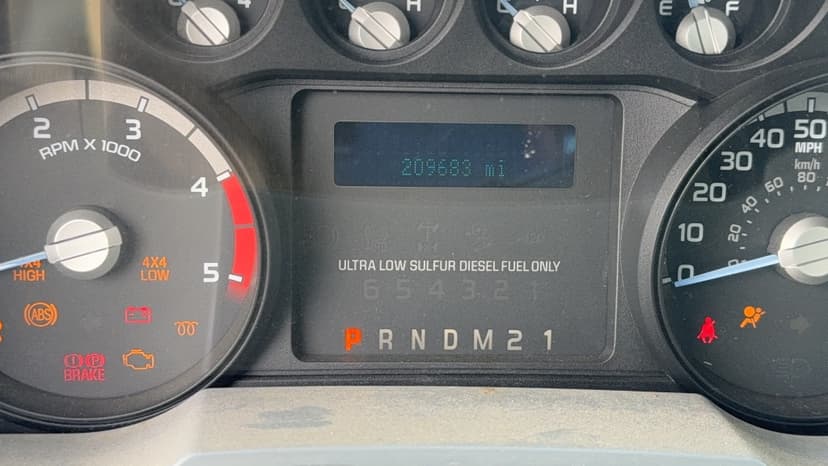 4
H
H
E F
2 3
RPM X 1000
4
5
4X4 HIGH
4X4 LOW
ABS
BRAKE
209683 mi
ULTRA LOW SULFUR DIESEL FUEL ONLY
6 5 4 3 2 1
P R N D M 2 1
50
40
MPH
30
km/h
80
60
20
40
10
0